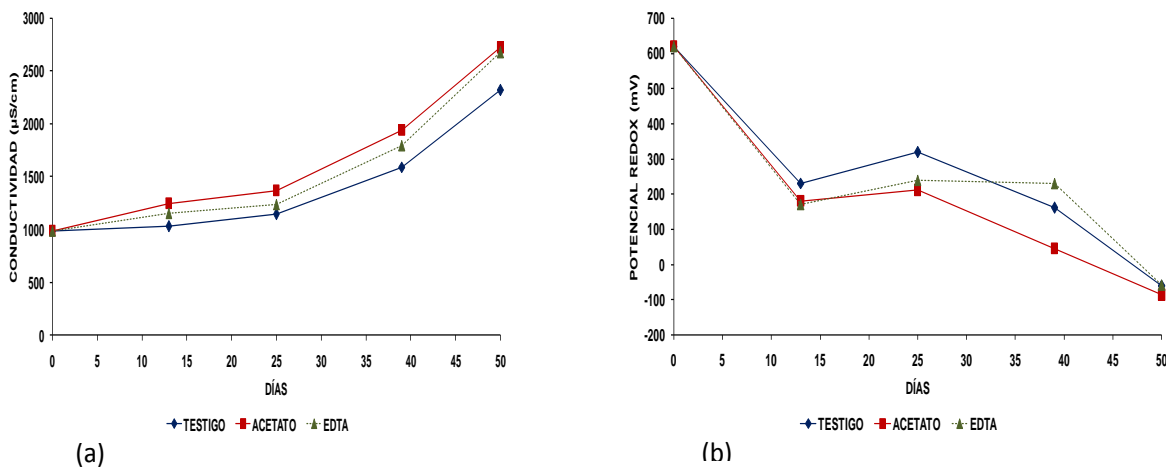 CONDUCTIVIDAD (µS/cm)
3000
2500
2000
1500
1000
500
0
0 5 10 15 20 25 30 35 40 45 50
DÍAS
TESTIGO ACETATO EDTA
(a)
POTENCIAL REDOX (mV)
700
600
500
400
300
200
100
0
-100
-200
0 5 10 15 20 25 30 35 40 45 50
DÍAS
TESTIGO ACETATO EDTA
(b)